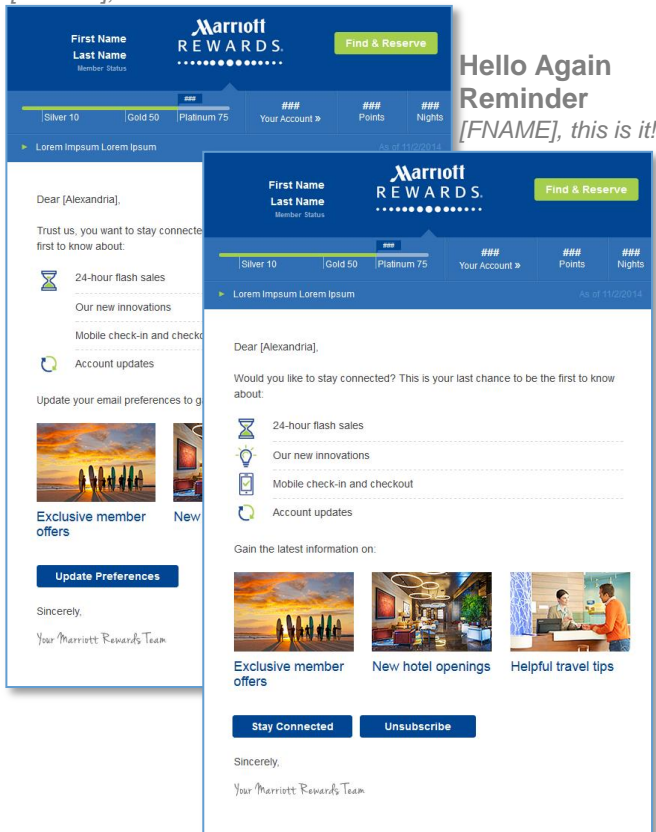 First Name
Last Name
Member Status
Marriott
REWARDS.
Find & Reserve
###
Silver 10
Gold 50
Platinum 75
###
Your Account »
###
Points
###
Nights
Lorem Impsum Lorem Ipsum
As of 11/2/2014
Dear [Alexandria],
Trust us, you want to stay connecte
first to know about:
24-hour flash sales
Our new innovations
Mobile check-in and checko
Account updates
Update your email preferences to g
Exclusive member
offers
New
Update Preferences
Sincerely,
Your Marriott Rewards Team
Hello Again
Reminder
[FNAME], this is it!
First Name
Last Name
Member Status
Marriott
REWARDS.
Find & Reserve
###
Silver 10
Gold 50
Platinum 75
###
Your Account »
###
Points
###
Nights
Lorem Impsum Lorem Ipsum
As of 11/2/2014
Dear [Alexandria],
Would you like to stay connected? This is your last chance to be the first to know
about:
24-hour flash sales
Our new innovations
Mobile check-in and checkout
Account updates
Gain the latest information on:
Exclusive member
offers
New hotel openings
Helpful travel tips
Stay Connected
Unsubscribe
Sincerely,
Your Marriott Rewards Team